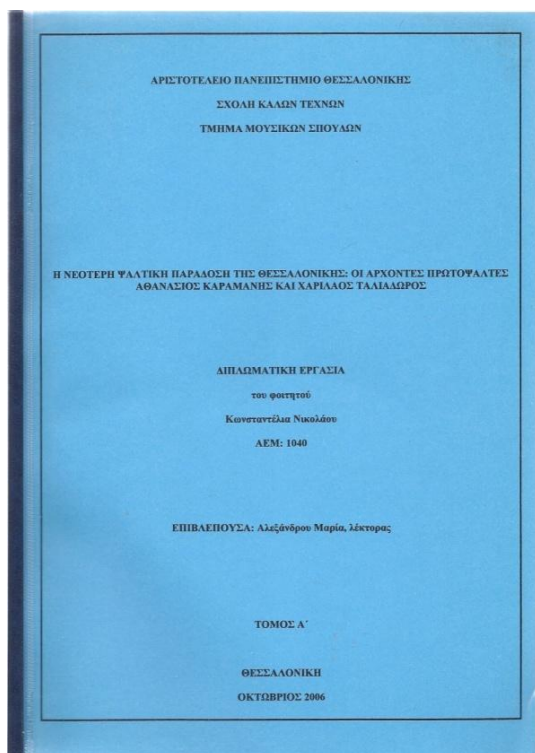 ΑΡΙΣΤΟΤΕΛΕΙΟ ΠΑΝΕΠΙΣΤΗΜΙΟ ΘΕΣΣΑΛΟΝΙΚΗΣ
ΣΧΟΛΗ ΚΑΛΩΝ ΤΕΧΝΩΝ
ΤΜΗΜΑ ΜΟΥΣΙΚΩΝ ΣΠΟΥΔΩΝ
Η ΝΕΟΤΕΡΗ ΨΑΛΤΙΚΗ ΠΑΡΑΔΟΣΗ ΤΗΣ ΘΕΣΣΑΛΟΝΙΚΗΣ: ΟΙ ΑΡΧΟΝΤΕΣ ΠΡΩΤΟΨΑΛΤΕΣ
ΑΘΑΝΑΣΙΟΣ ΚΑΡΑΜΑΝΗΣ ΚΑΙ ΧΑΡΙΛΑΟΣ ΤΑΛΙΑΔΩΡΟΣ
ΔΙΠΛΩΜΑΤΙΚΗ ΕΡΓΑΣΙΑ
του φοιτητού
Κωνσταντέλια Νικολάου
ΑΕΜ: 1040
ΕΠΙΒΛΕΠΟΥΣΑ: Αλεξάνδρου Μαρία, λέκτορας
ΤΟΜΟΣ Α΄
ΘΕΣΣΑΛΟΝΙΚΗ
ΟΚΤΩΒΡΙΟΣ 2006